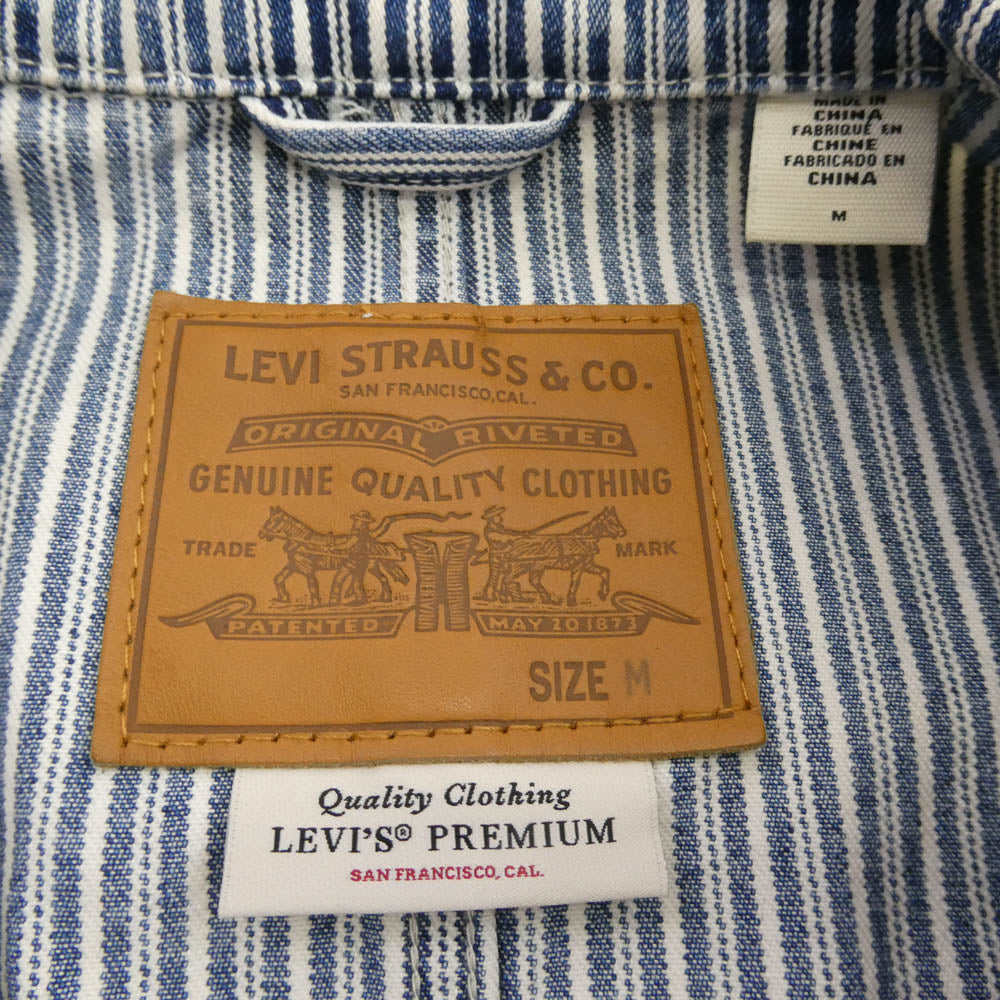 MADE IN
CHINA
FABRIQUÉ EN
CHINE
FABRICADO EN
CHINA
M
LEVI STRAUSS & CO.
SAN FRANCISCO, CAL.
ORIGINAL RIVETED
GENUINE QUALITY CLOTHING
TRADE MARK
PATENTED MAY 20 1873
SIZE M
Quality Clothing
LEVI'S® PREMIUM
SAN FRANCISCO, CAL.